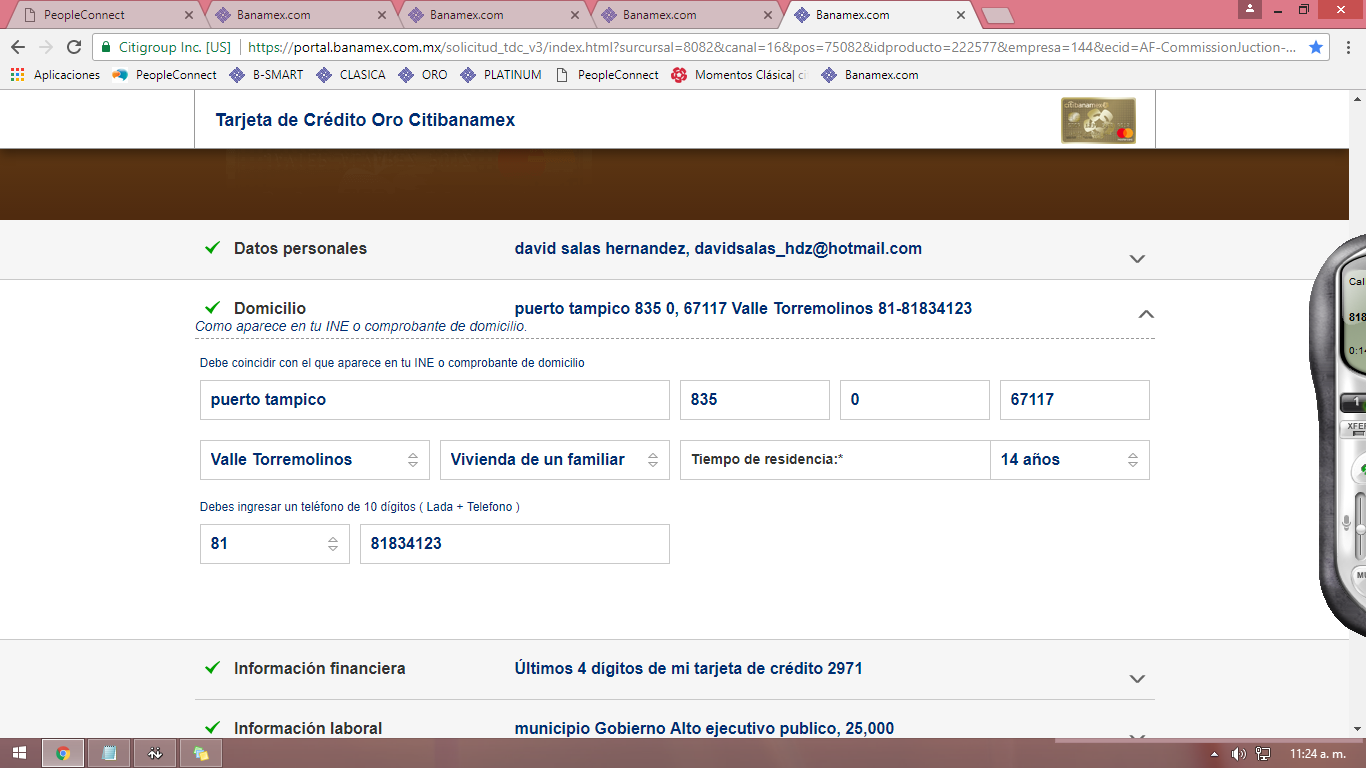 PeopleConnect
Banamex.com
Banamex.com
Banamex.com
Banamex.com
Citigroup Inc. [US]
https://portal.banamex.com.mx/solicitud_tdc_v3/index.html?surcursal=8082&canal=16&pos=75082&idproducto=222577&empresa=144&ecid=AF-CommissionJuction-...
Aplicaciones PeopleConnect B-SMART CLASICA ORO PLATINUM PeopleConnect Momentos Clásica| ci Banamex.com
Tarjeta de Crédito Oro Citibanamex
citibanamex
Datos personales david salas hernandez, davidsalas_hdz@hotmail.com
Domicilio puerto tampico 835 0, 67117 Valle Torremolinos 81-81834123
Como aparece en tu INE o comprobante de domicilio.
Debe coincidir con el que aparece en tu INE o comprobante de domicilio
puerto tampico 835 0 67117
Valle Torremolinos Vivienda de un familiar Tiempo de residencia:* 14 años
Debes ingresar un teléfono de 10 dígitos ( Lada + Telefono )
81 81834123
Información financiera Últimos 4 dígitos de mi tarjeta de crédito 2971
Información laboral municipio Gobierno Alto ejecutivo publico, 25,000
Cal
818
0:14
1
XFER
MU
11:24 a. m.